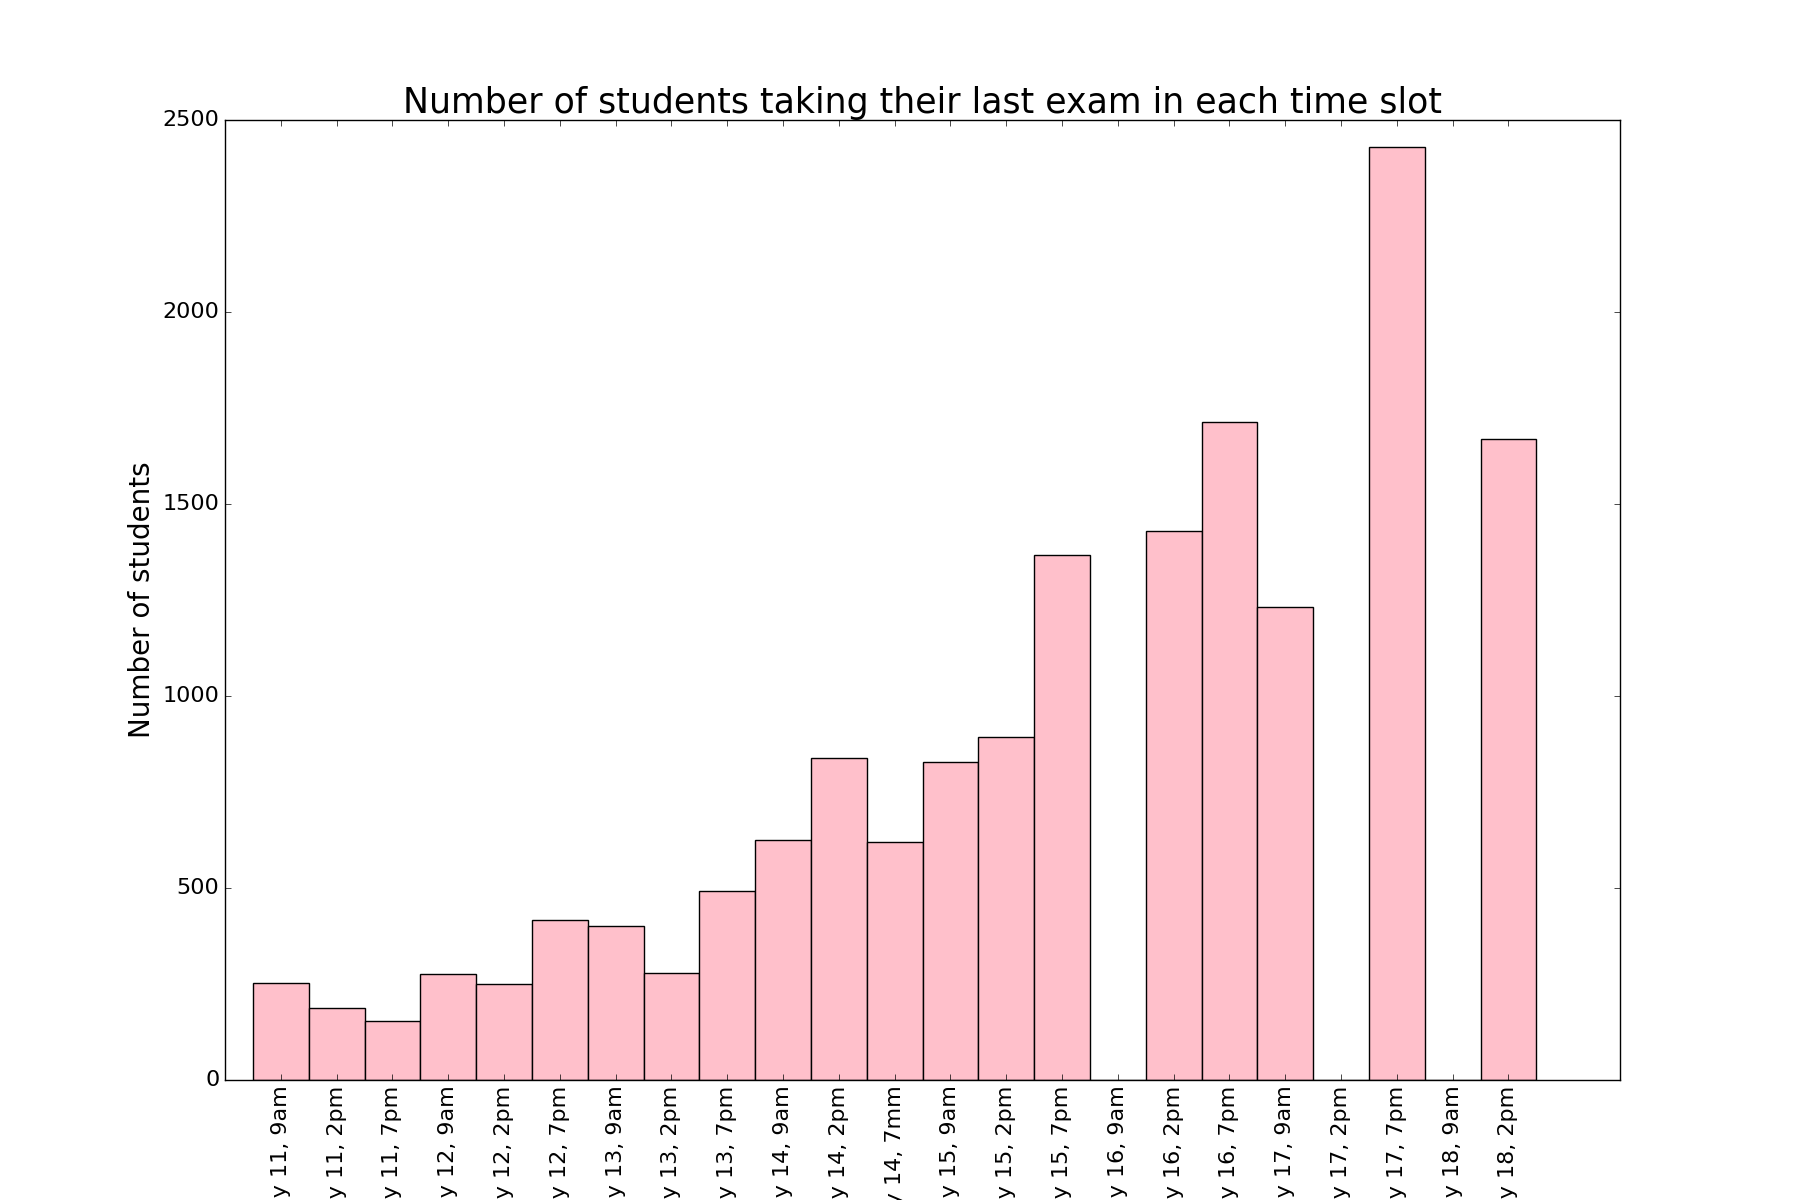 Number of students taking their last exam in each time slot
2500
2000
1500
1000
500
0
Number of students
y 11, 9am
y 11, 2pm
y 11, 7pm
y 12, 9am
y 12, 2pm
y 12, 7pm
y 13, 9am
y 13, 2pm
y 13, 7pm
y 14, 9am
y 14, 2pm
y 14, 7mm
y 15, 9am
y 15, 2pm
y 15, 7pm
y 16, 9am
y 16, 2pm
y 16, 7pm
y 17, 9am
y 17, 2pm
y 17, 7pm
y 18, 9am
y 18, 2pm